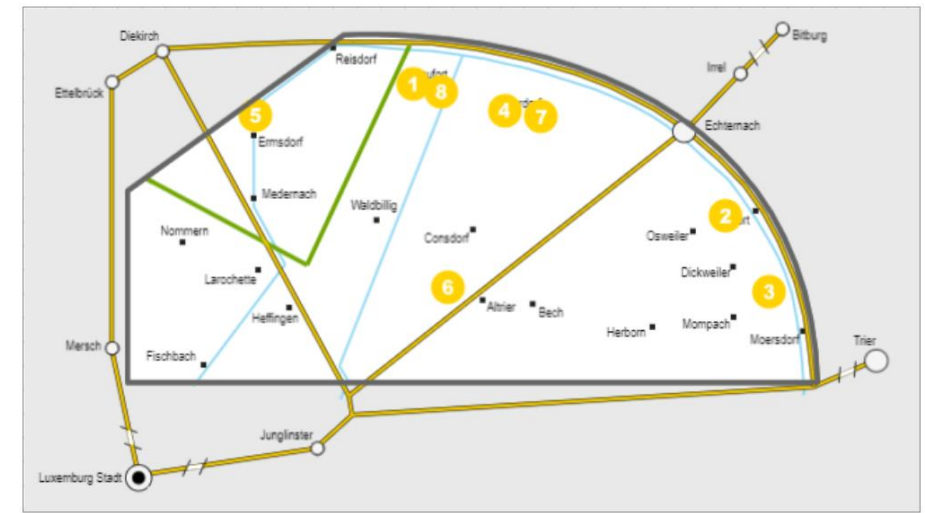 Diekirch
Bitburg
Reisdorf
Irrel
1
Ettelbrück
8
4
7
5
Echternach
Ermsdorf
Medernach
Waldbillig
2
Nommern
Consdorf
Osweiler
Larochette
Dickweiler
6
3
Altrier
Bech
Heffingen
Herborn
Mompach
Moersdorf
Mersch
Trier
Fischbach
Junglinster
Luxemburg Stadt